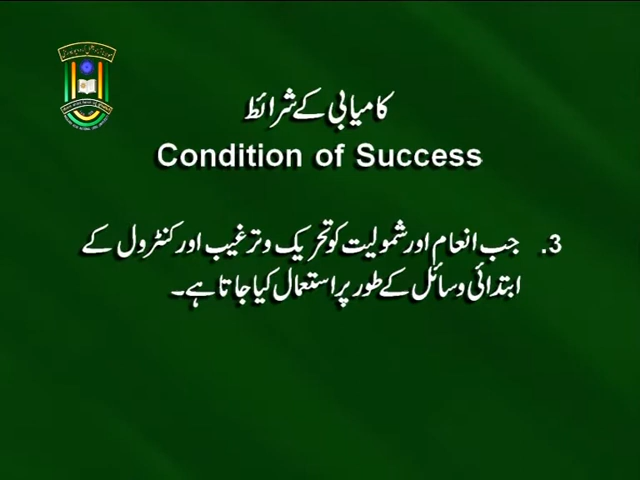 کامیابی کے شرائط
Condition of Success
3. جب انعام اور شمولیت کو تحریک و ترغیب اور کنٹرول کے
ابتدائی وسائل کے طور پر استعمال کیا جاتا ہے۔